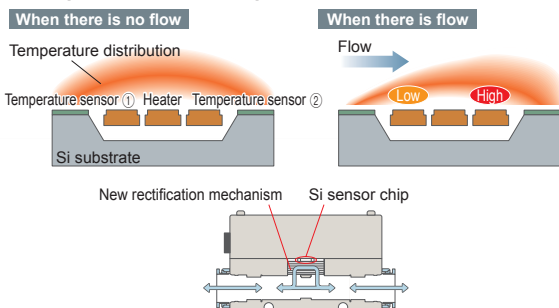 When there is no flow
When there is flow
Temperature distribution
Flow
Temperature sensor ① Heater Temperature sensor ②
Low
High
Si substrate
New rectification mechanism
Si sensor chip